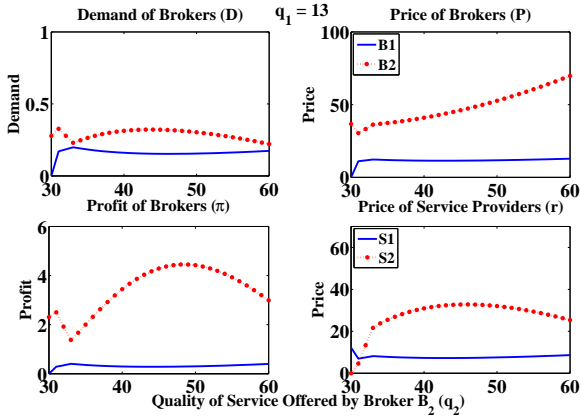 Demand of Brokers (D)
q1 = 13
Price of Brokers (P)
1
0.5
0
Demand
30 40 50 60
100
50
0
Price
B1
B2
30 40 50 60
Profit of Brokers (π)
Price of Service Providers (r)
6
4
2
0
Profit
30 40 50 60
60
40
20
0
Price
S1
S2
30 40 50 60
Quality of Service Offered by Broker B2 (q2)